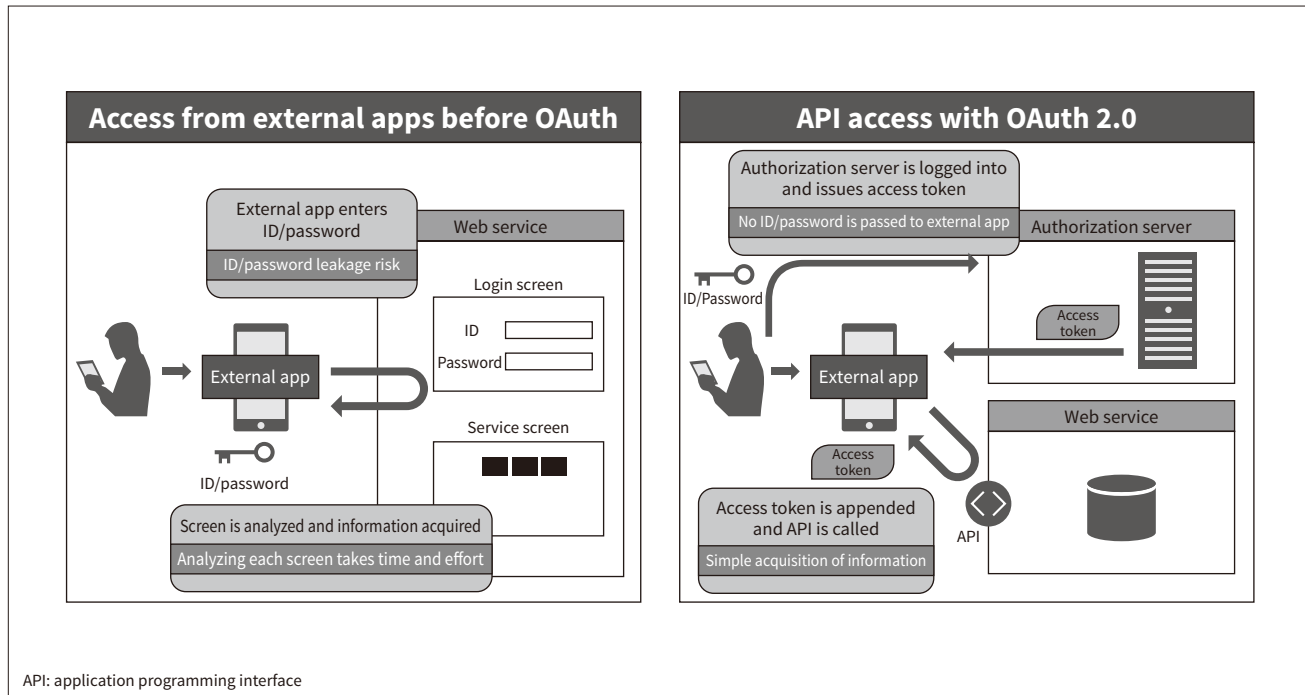 Access from external apps before OAuth
External app enters
ID/password
ID/password leakage risk
Web service
Login screen
ID
Password
External app
ID/password
Service screen
Screen is analyzed and information acquired
Analyzing each screen takes time and effort
API access with OAuth 2.0
Authorization server is logged into
and issues access token
No ID/password is passed to external app
Authorization server
ID/Password
Access
token
External app
Web service
Access
token
Access token is appended
and API is called
Simple acquisition of information
API
API: application programming interface